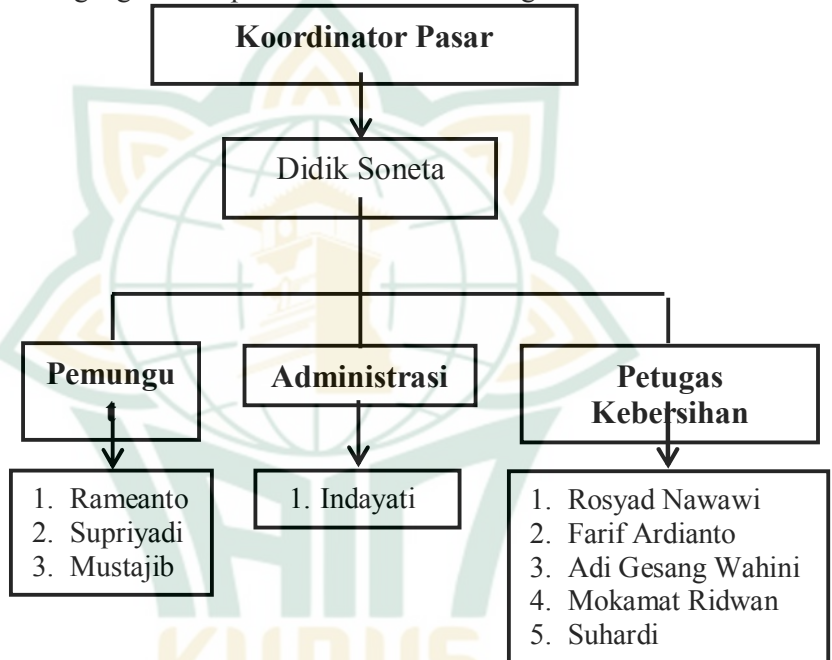 Koordinator Pasar
Didik Soneta
Pemungu
t
Administrasi
Petugas
Kebersihan
1. Rameanto
2. Supriyadi
3. Mustajib
1. Indayati
1. Rosyad Nawawi
2. Farif Ardianto
3. Adi Gesang Wahini
4. Mokamat Ridwan
5. Suhardi
KUDUS